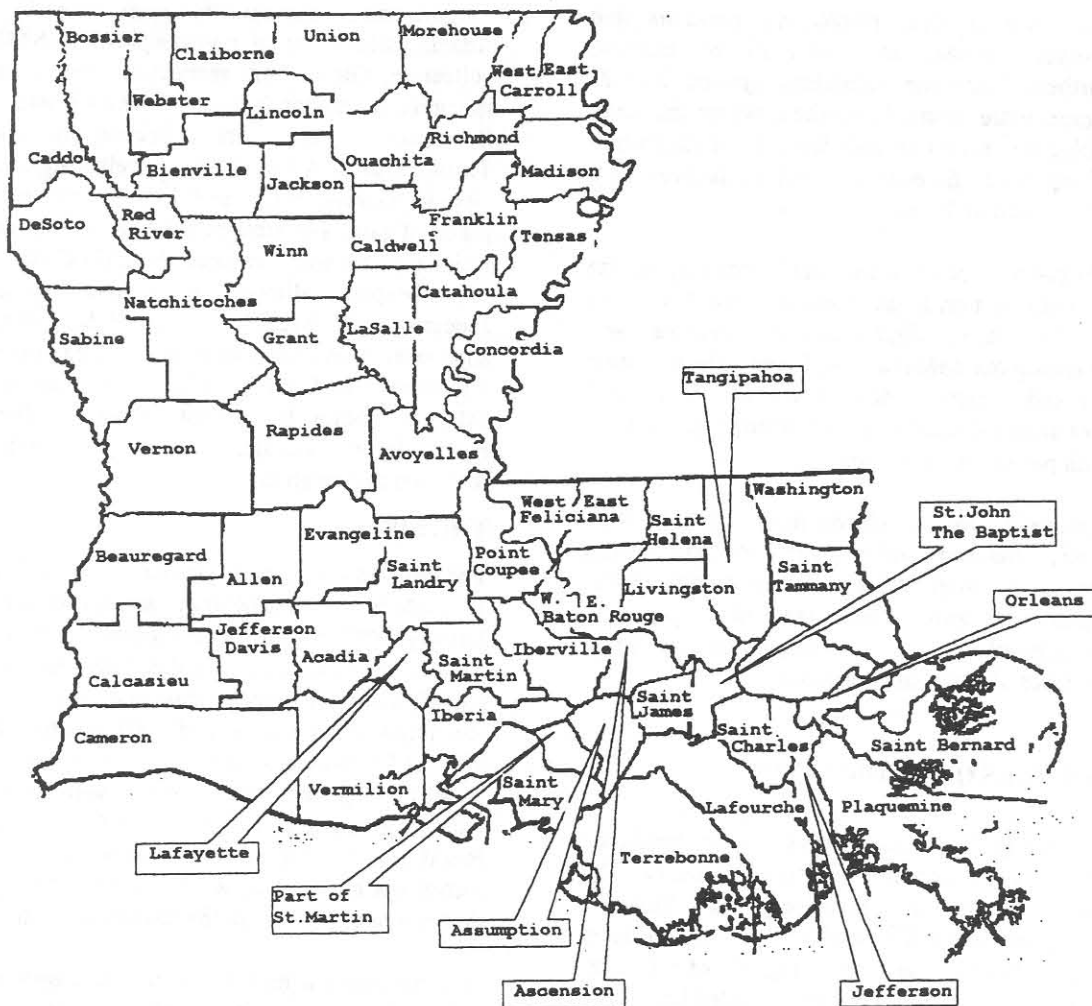 Bossier
Claiborne
Union
Morehouse
West East
Carroll
Webster
Lincoln
Richmond
Caddo
Bienville
Jackson
Ouachita
Madison
DeSoto
Red
River
Winn
Caldwell
Franklin
Tensas
Natchitoches
Catahoula
Sabine
Grant
LaSalle
Concordia
Tangipahoa
Vernon
Rapides
Avoyelles
West East
Feliciana
Saint
Helena
Washington
St.John
The Baptist
Beauregard
Allen
Evangeline
Saint
Landry
Point
Coupee
Livingston
Saint
Tammany
Orleans
W. E.
Baton Rouge
Jefferson
Davis
Acadia
Saint
Martin
Iberville
Calcasieu
Saint
James
Cameron
Iberia
Saint
Charles
Saint Bernard
Vermilion
Saint
Mary
Lafourche
Plaquemine
Lafayette
Terrebonne
Part of
St.Martin
Assumption
Ascension
Jefferson